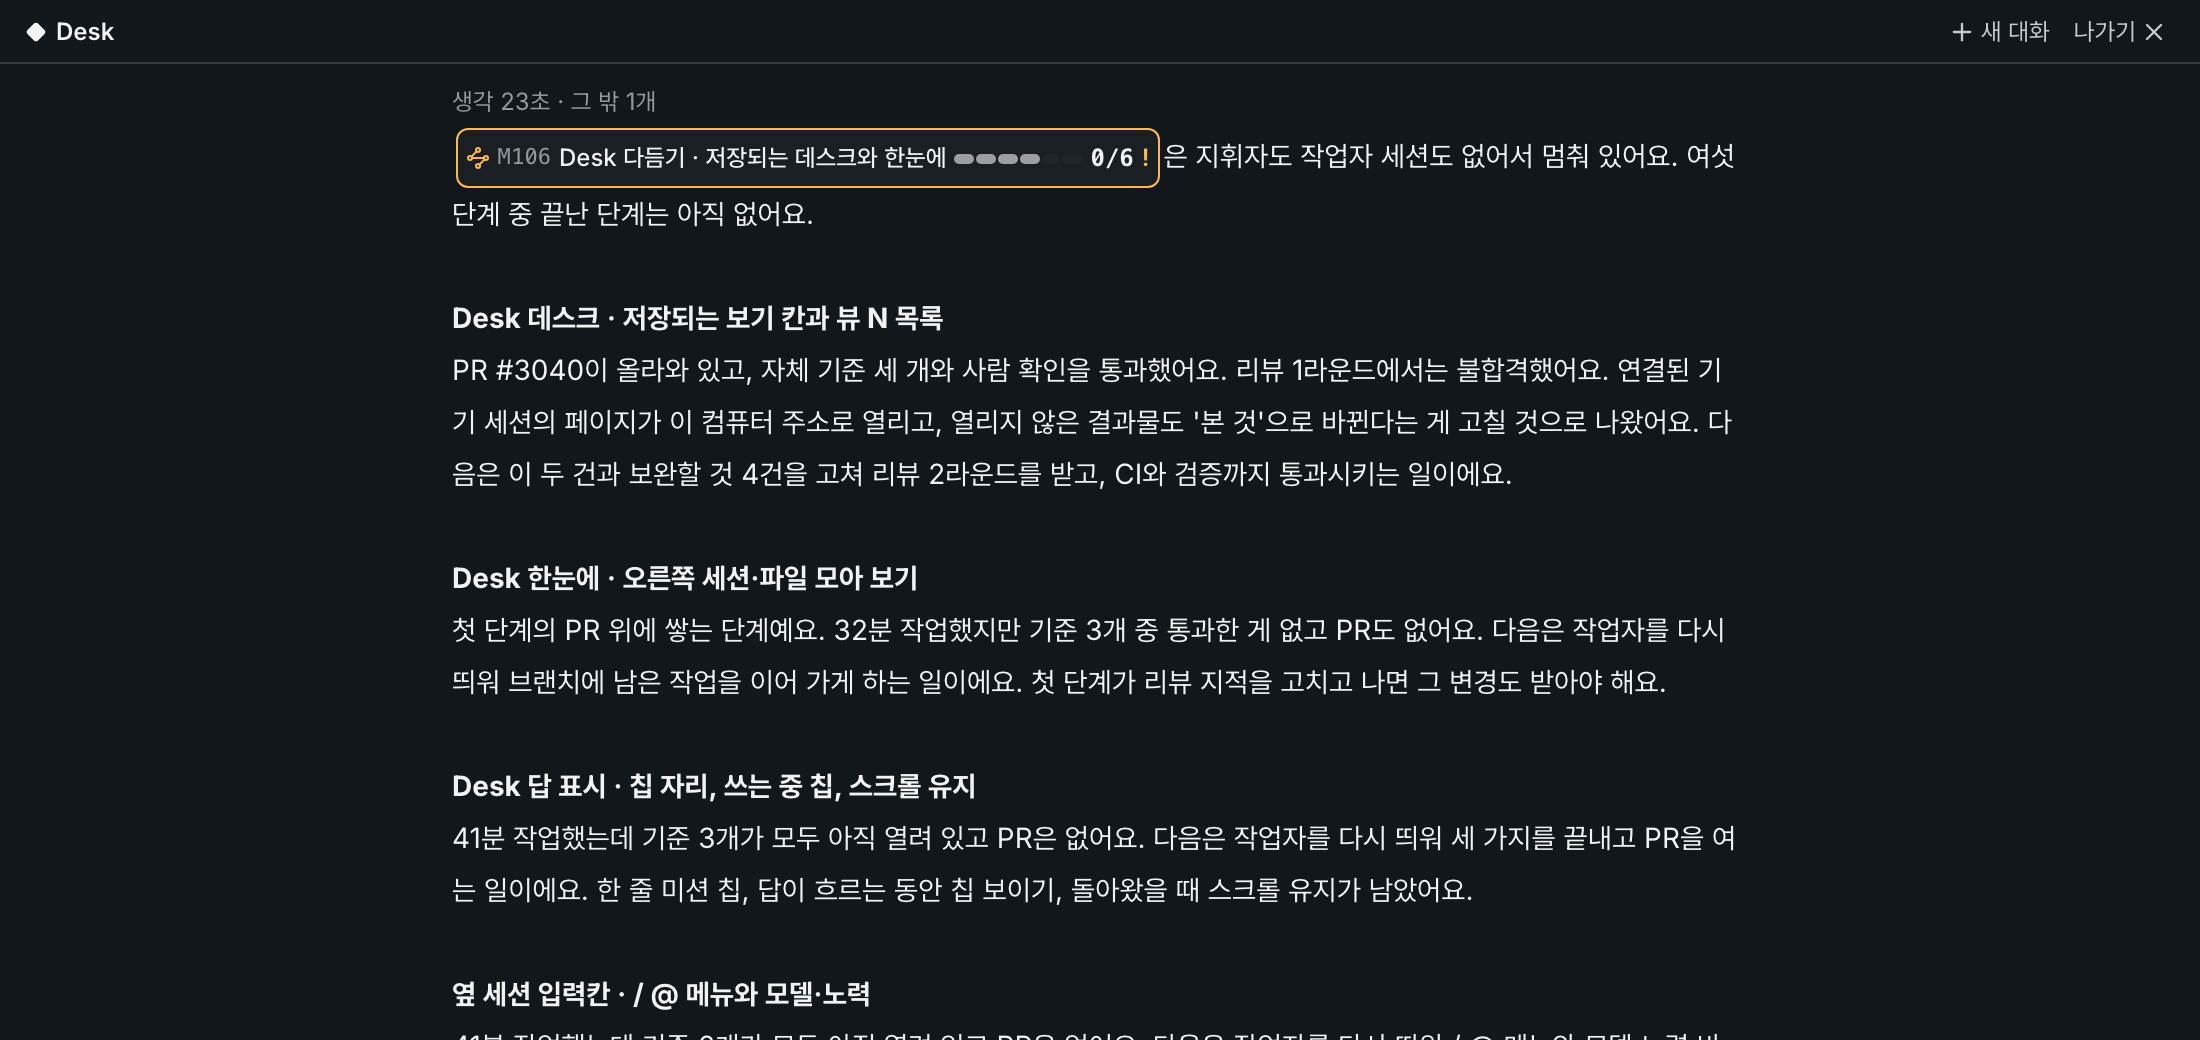 Desk
새 대화 나가기
생각 23초 · 그 밖 1개
M106 Desk 다듬기 · 저장되는 데스크와 한눈에 0/6 ! 은 지휘자도 작업자 세션도 없어서 멈춰 있어요. 여섯
단계 중 끝난 단계는 아직 없어요.
Desk 데스크 · 저장되는 보기 칸과 뷰 N 목록
PR #3040이 올라와 있고, 자체 기준 세 개와 사람 확인을 통과했어요. 리뷰 1라운드에서는 불합격했어요. 연결된 기
기 세션의 페이지가 이 컴퓨터 주소로 열리고, 열리지 않은 결과물도 '본 것'으로 바뀐다는 게 고칠 것으로 나왔어요. 다
음은 이 두 건과 보완할 것 4건을 고쳐 리뷰 2라운드를 받고, CI와 검증까지 통과시키는 일이에요.
Desk 한눈에 · 오른쪽 세션·파일 모아 보기
첫 단계의 PR 위에 쌓는 단계예요. 32분 작업했지만 기준 3개 중 통과한 게 없고 PR도 없어요. 다음은 작업자를 다시
띄워 브랜치에 남은 작업을 이어 가게 하는 일이에요. 첫 단계가 리뷰 지적을 고치고 나면 그 변경도 받아야 해요.
Desk 답 표시 · 칩 자리, 쓰는 중 칩, 스크롤 유지
41분 작업했는데 기준 3개가 모두 아직 열려 있고 PR은 없어요. 다음은 작업자를 다시 띄워 세 가지를 끝내고 PR을 여
는 일이에요. 한 줄 미션 칩, 답이 흐르는 동안 칩 보이기, 돌아왔을 때 스크롤 유지가 남았어요.
옆 세션 입력칸 · / @ 메뉴와 모델·노력